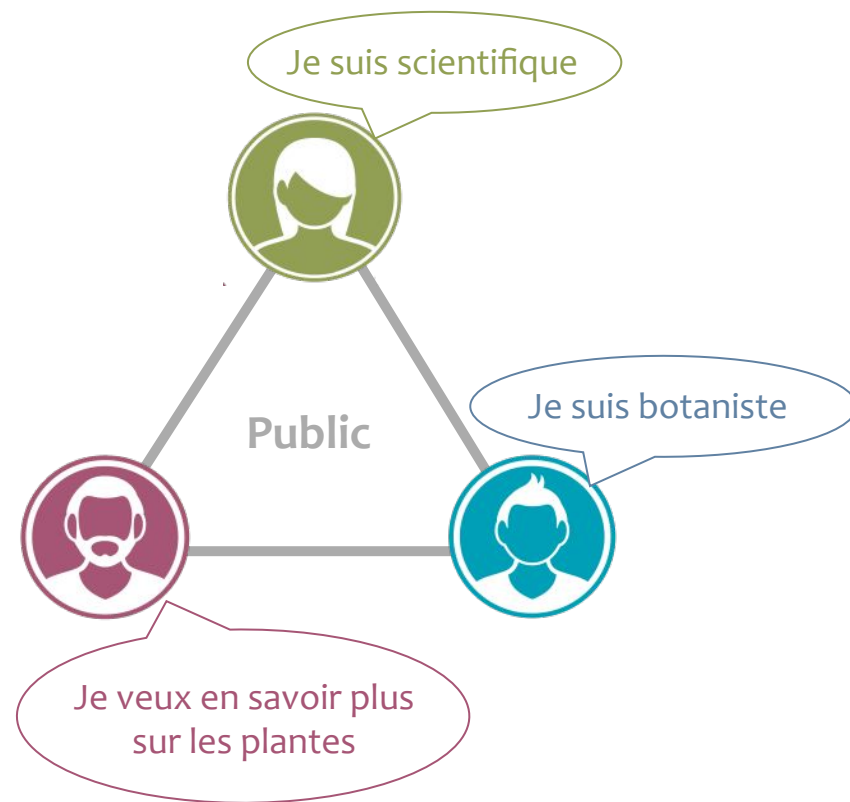 Je suis scientifique
Je suis botaniste
Public
Je veux en savoir plus
sur les plantes